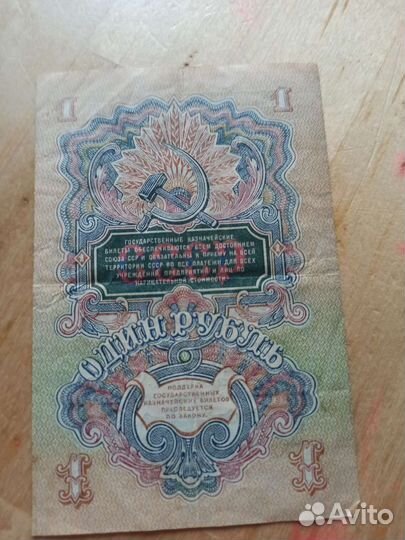 1 1
ГОСУДАРСТВЕННЫЕ КАЗНАЧЕЙСКИЕ
БИЛЕТЫ ОБЕСПЕЧИВАЮТСЯ ВСЕМ ДОСТОЯНИЕМ
СОЮЗА ССР И ОБЯЗАТЕЛЬНЫ К ПРИЕМУ НА ВСЕЙ
ТЕРРИТОРИИ СССР ВО ВСЕ ПЛАТЕЖИ ДЛЯ ВСЕХ
УЧРЕЖДЕНИЙ, ПРЕДПРИЯТИЙ И ЛИЦ ПО
НАРИЦАТЕЛЬНОЙ СТОИМОСТИ
ОДИН РУБЛЬ
ПОДДЕЛКА
ГОСУДАРСТВЕННЫХ
КАЗНАЧЕЙСКИХ БИЛЕТОВ
ПРЕСЛЕДУЕТСЯ
ПО ЗАКОНУ.
1 1
Avito